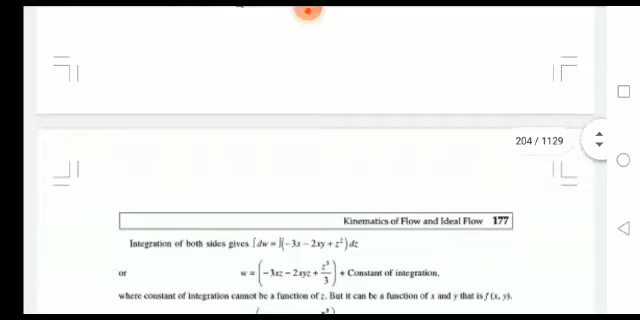 204 / 1129
Kinematics of Flow and Ideal Flow 177
Integration of both sides gives ∫ dw = ∫(−3x − 2xy + z²) dz
or w = (−3xz − 2xyz + z³/3) + Constant of integration,
where constant of integration cannot be a function of z. But it can be a function of x and y that is f (x, y).